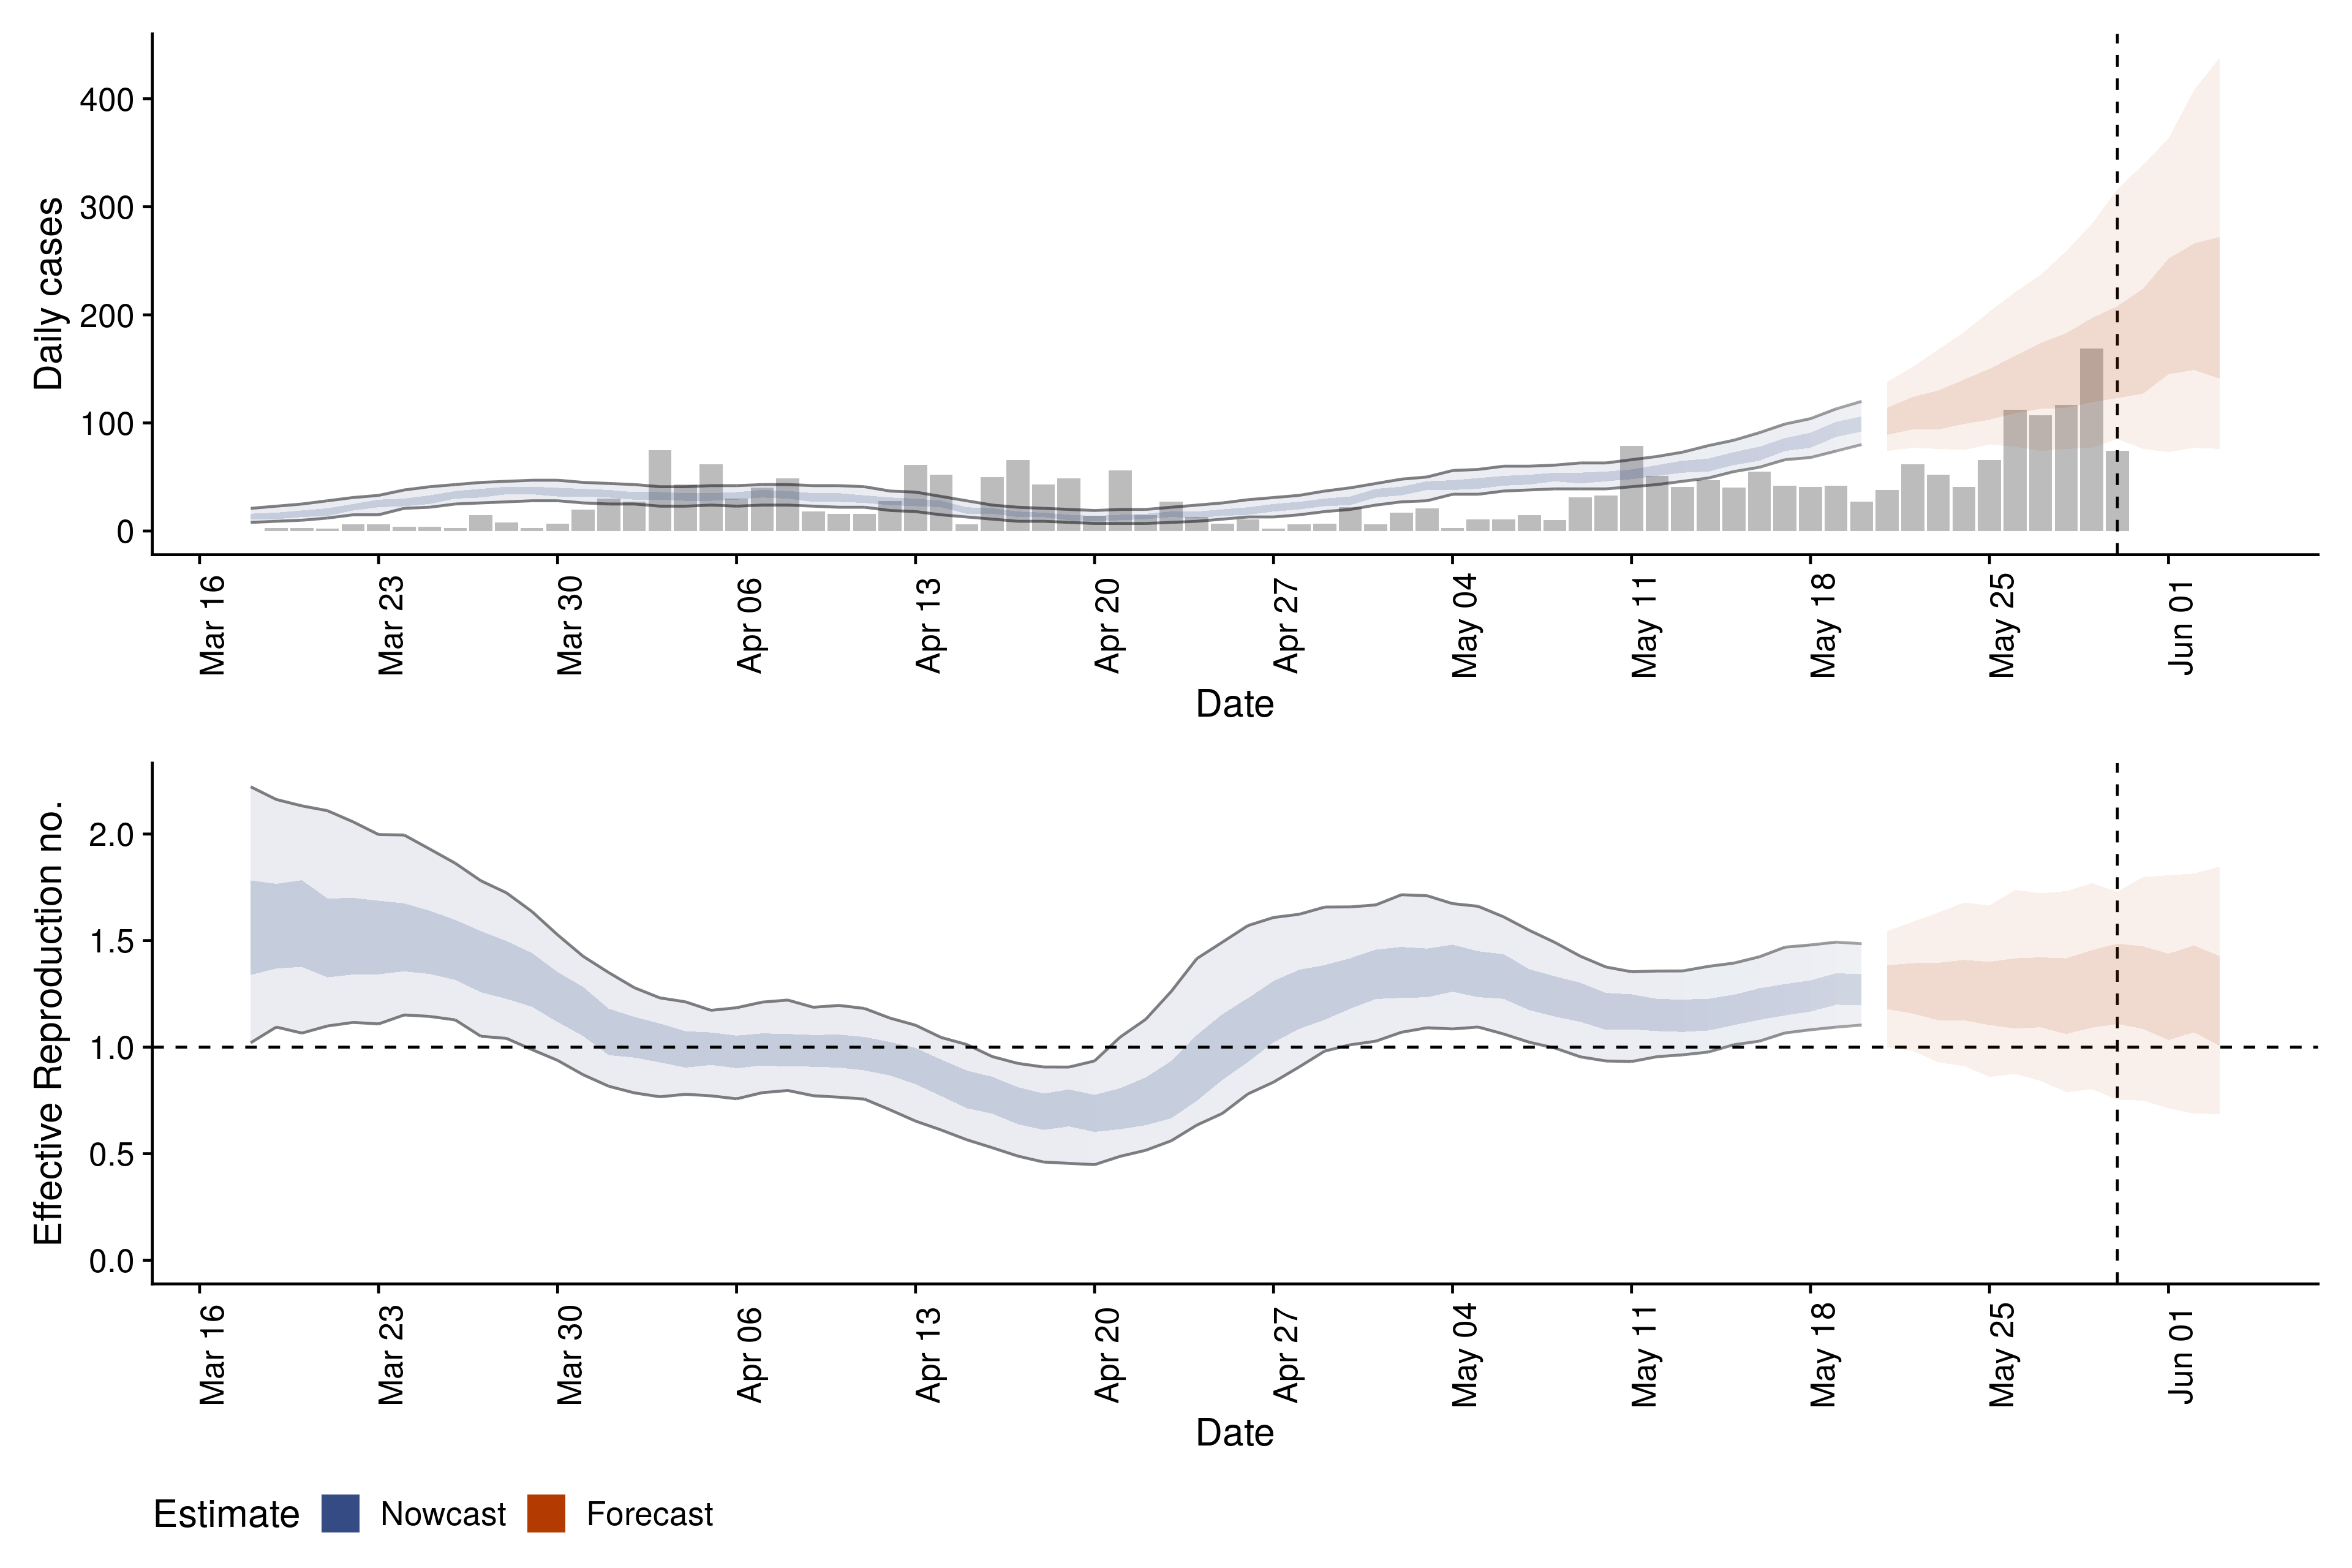 Daily cases
400
300
200
100
0
Mar 16
Mar 23
Mar 30
Apr 06
Apr 13
Apr 20
Apr 27
May 04
May 11
May 18
May 25
Jun 01
Date
Effective Reproduction no.
2.0
1.5
1.0
0.5
0.0
Mar 16
Mar 23
Mar 30
Apr 06
Apr 13
Apr 20
Apr 27
May 04
May 11
May 18
May 25
Jun 01
Date
Estimate Nowcast Forecast